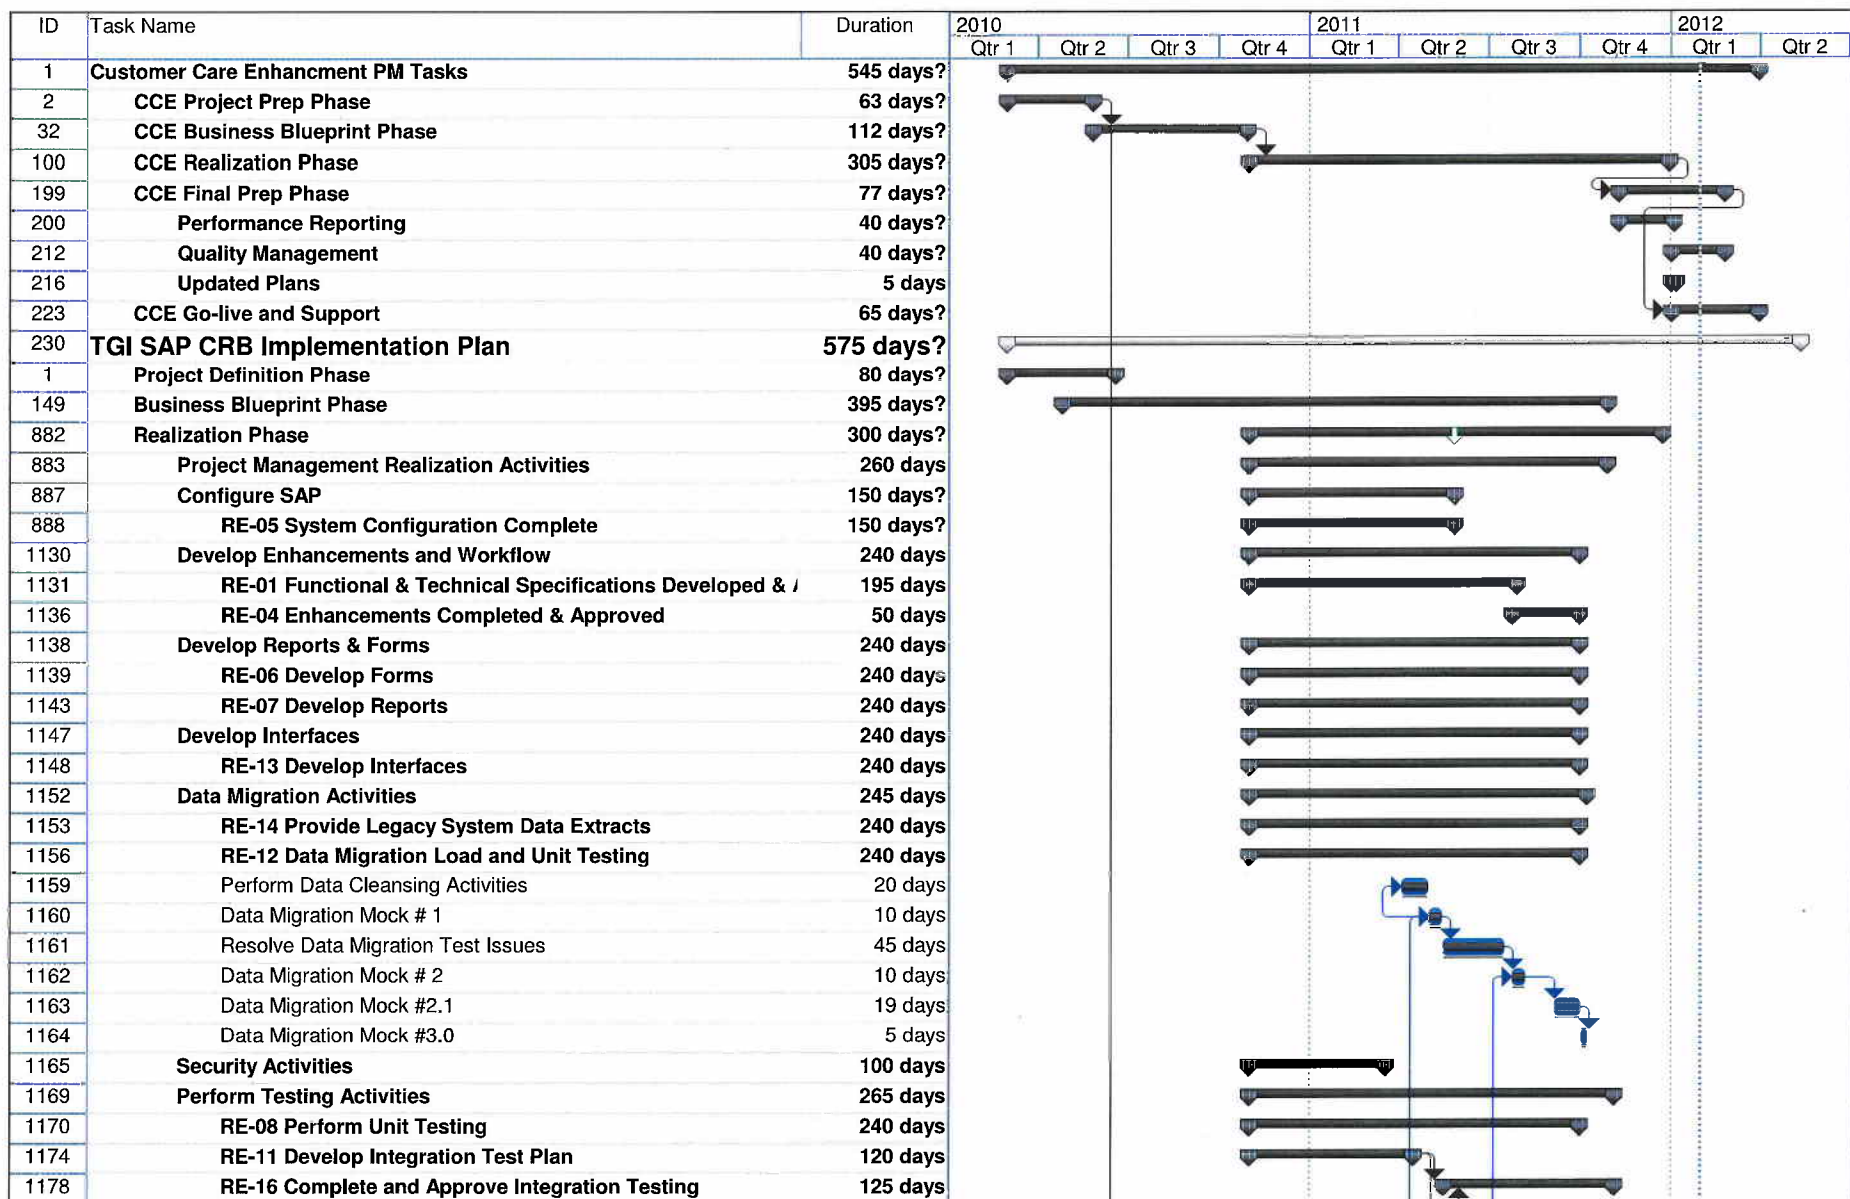 ID Task Name Duration 2010 2011 2012
Qtr 1 Qtr 2 Qtr 3 Qtr 4 Qtr 1 Qtr 2 Qtr 3 Qtr 4 Qtr 1 Qtr 2
1 Customer Care Enhancment PM Tasks 545 days?
2 CCE Project Prep Phase 63 days?
32 CCE Business Blueprint Phase 112 days?
100 CCE Realization Phase 305 days?
199 CCE Final Prep Phase 77 days?
200 Performance Reporting 40 days?
212 Quality Management 40 days?
216 Updated Plans 5 days
223 CCE Go-live and Support 65 days?
230 TGI SAP CRB Implementation Plan 575 days?
1 Project Definition Phase 80 days?
149 Business Blueprint Phase 395 days?
882 Realization Phase 300 days?
883 Project Management Realization Activities 260 days
887 Configure SAP 150 days?
888 RE-05 System Configuration Complete 150 days?
1130 Develop Enhancements and Workflow 240 days
1131 RE-01 Functional & Technical Specifications Developed & 195 days
1136 RE-04 Enhancements Completed & Approved 50 days
1138 Develop Reports & Forms 240 days
1139 RE-06 Develop Forms 240 days
1143 RE-07 Develop Reports 240 days
1147 Develop Interfaces 240 days
1148 RE-13 Develop Interfaces 240 days
1152 Data Migration Activities 245 days
1153 RE-14 Provide Legacy System Data Extracts 240 days
1156 RE-12 Data Migration Load and Unit Testing 240 days
1159 Perform Data Cleansing Activities 20 days
1160 Data Migration Mock # 1 10 days
1161 Resolve Data Migration Test Issues 45 days
1162 Data Migration Mock # 2 10 days
1163 Data Migration Mock #2.1 19 days
1164 Data Migration Mock #3.0 5 days
1165 Security Activities 100 days
1169 Perform Testing Activities 265 days
1170 RE-08 Perform Unit Testing 240 days
1174 RE-11 Develop Integration Test Plan 120 days
1178 RE-16 Complete and Approve Integration Testing 125 days